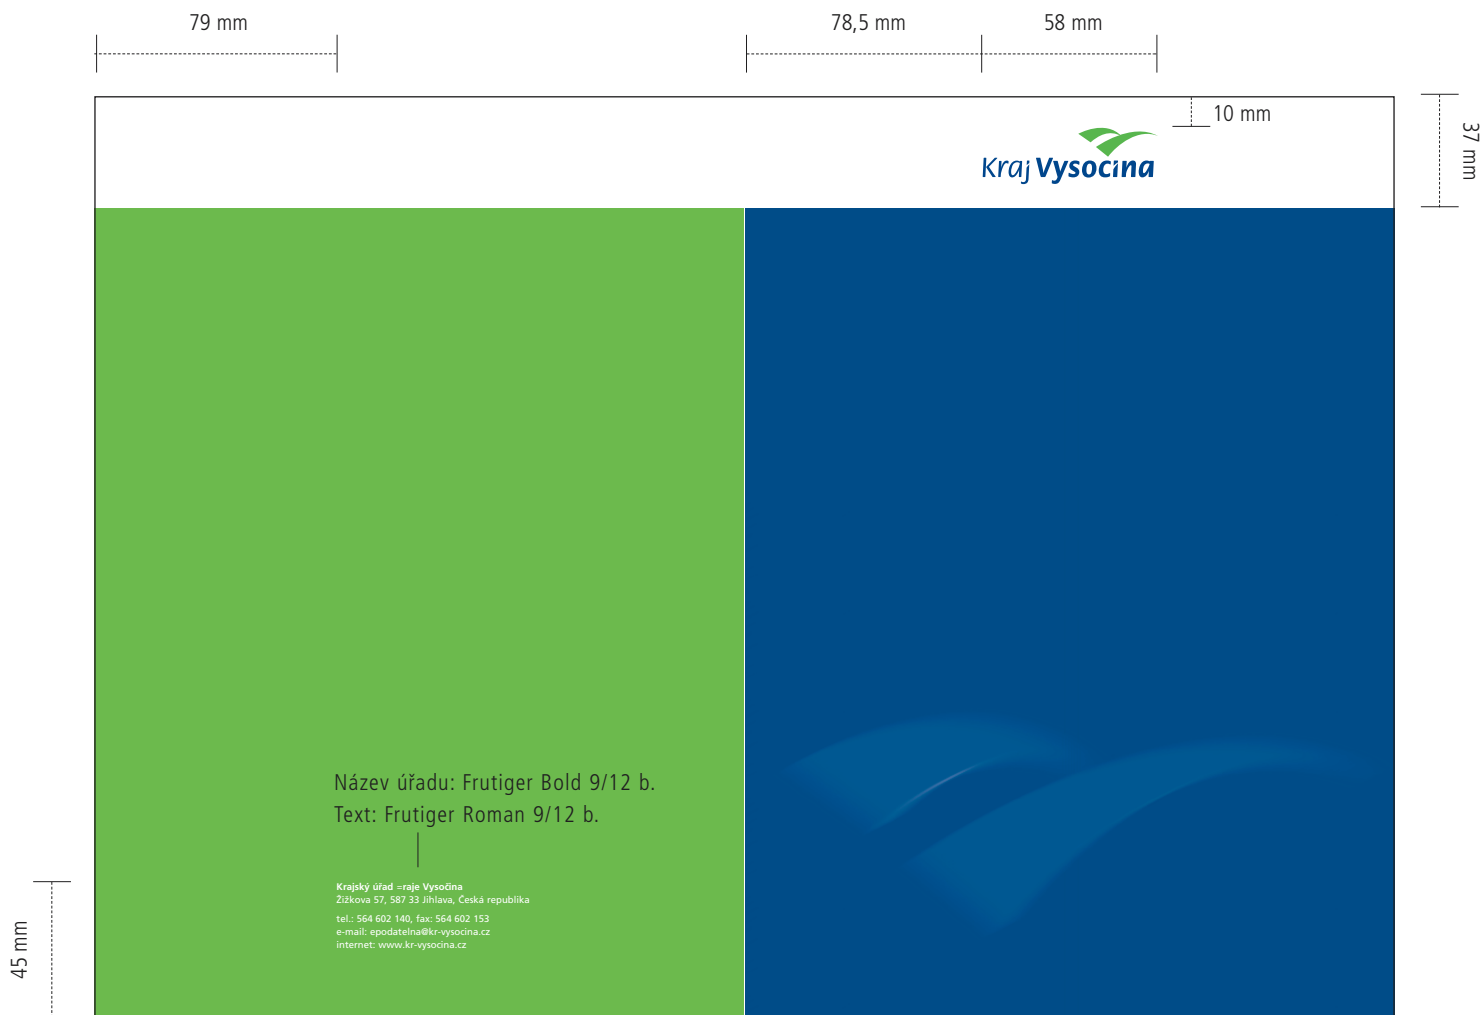 79 mm
78,5 mm
58 mm
10 mm
37 mm
Kraj Vysocina
Název úřadu: Frutiger Bold 9/12 b.
Text: Frutiger Roman 9/12 b.
Krajský úřad =raje Vysočina
Žižkova 57, 587 33 Jihlava, Česká republika
tel.: 564 602 140, fax: 564 602 153
e-mail: epodatelna@kr-vysocina.cz
internet: www.kr-vysocina.cz
45 mm